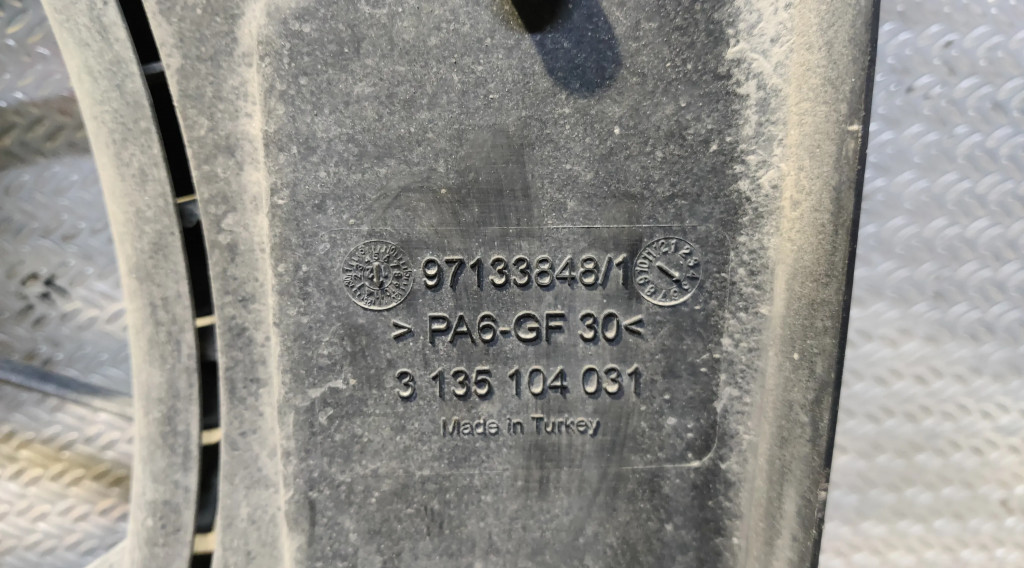 97133848/1
> PA6-GF 30<
3 135 104 031
Made in Turkey